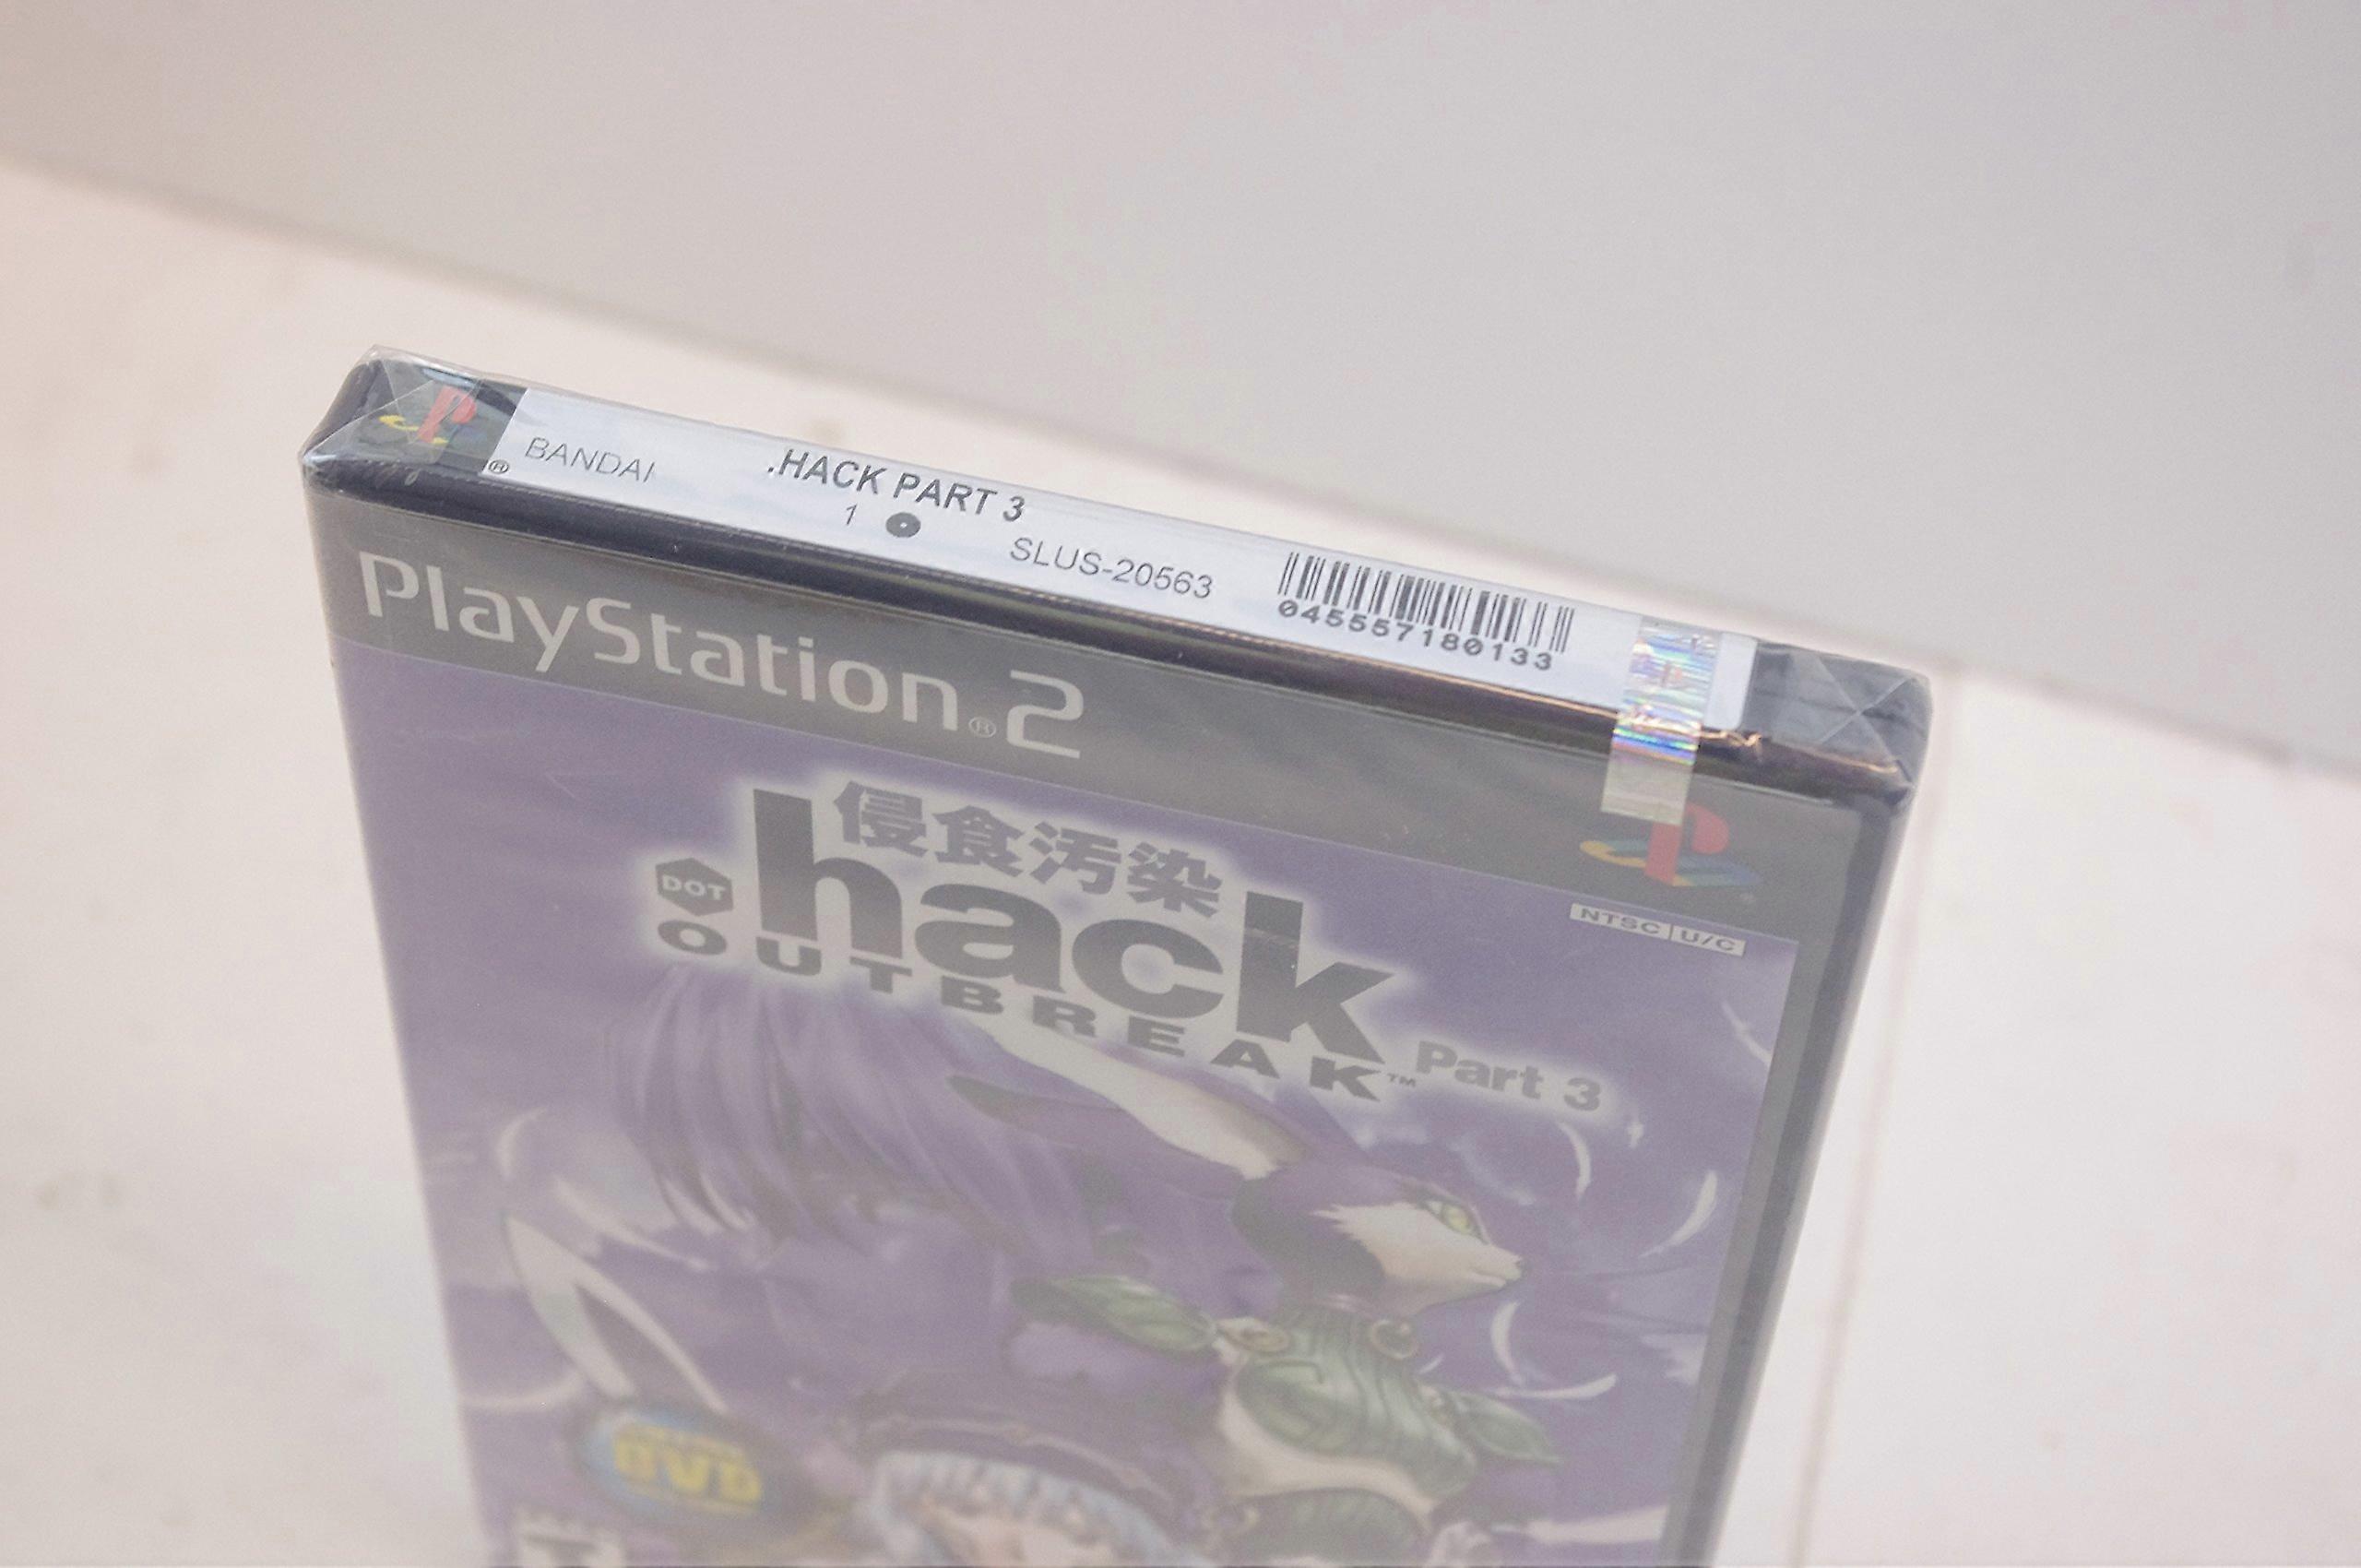 ® BANDAI
.HACK PART 3
1
SLUS-20563
045557180133
PlayStation®2
NTSC U/C
侵食汚染
DOT hack
OUTBREAK™ Part 3
DVD